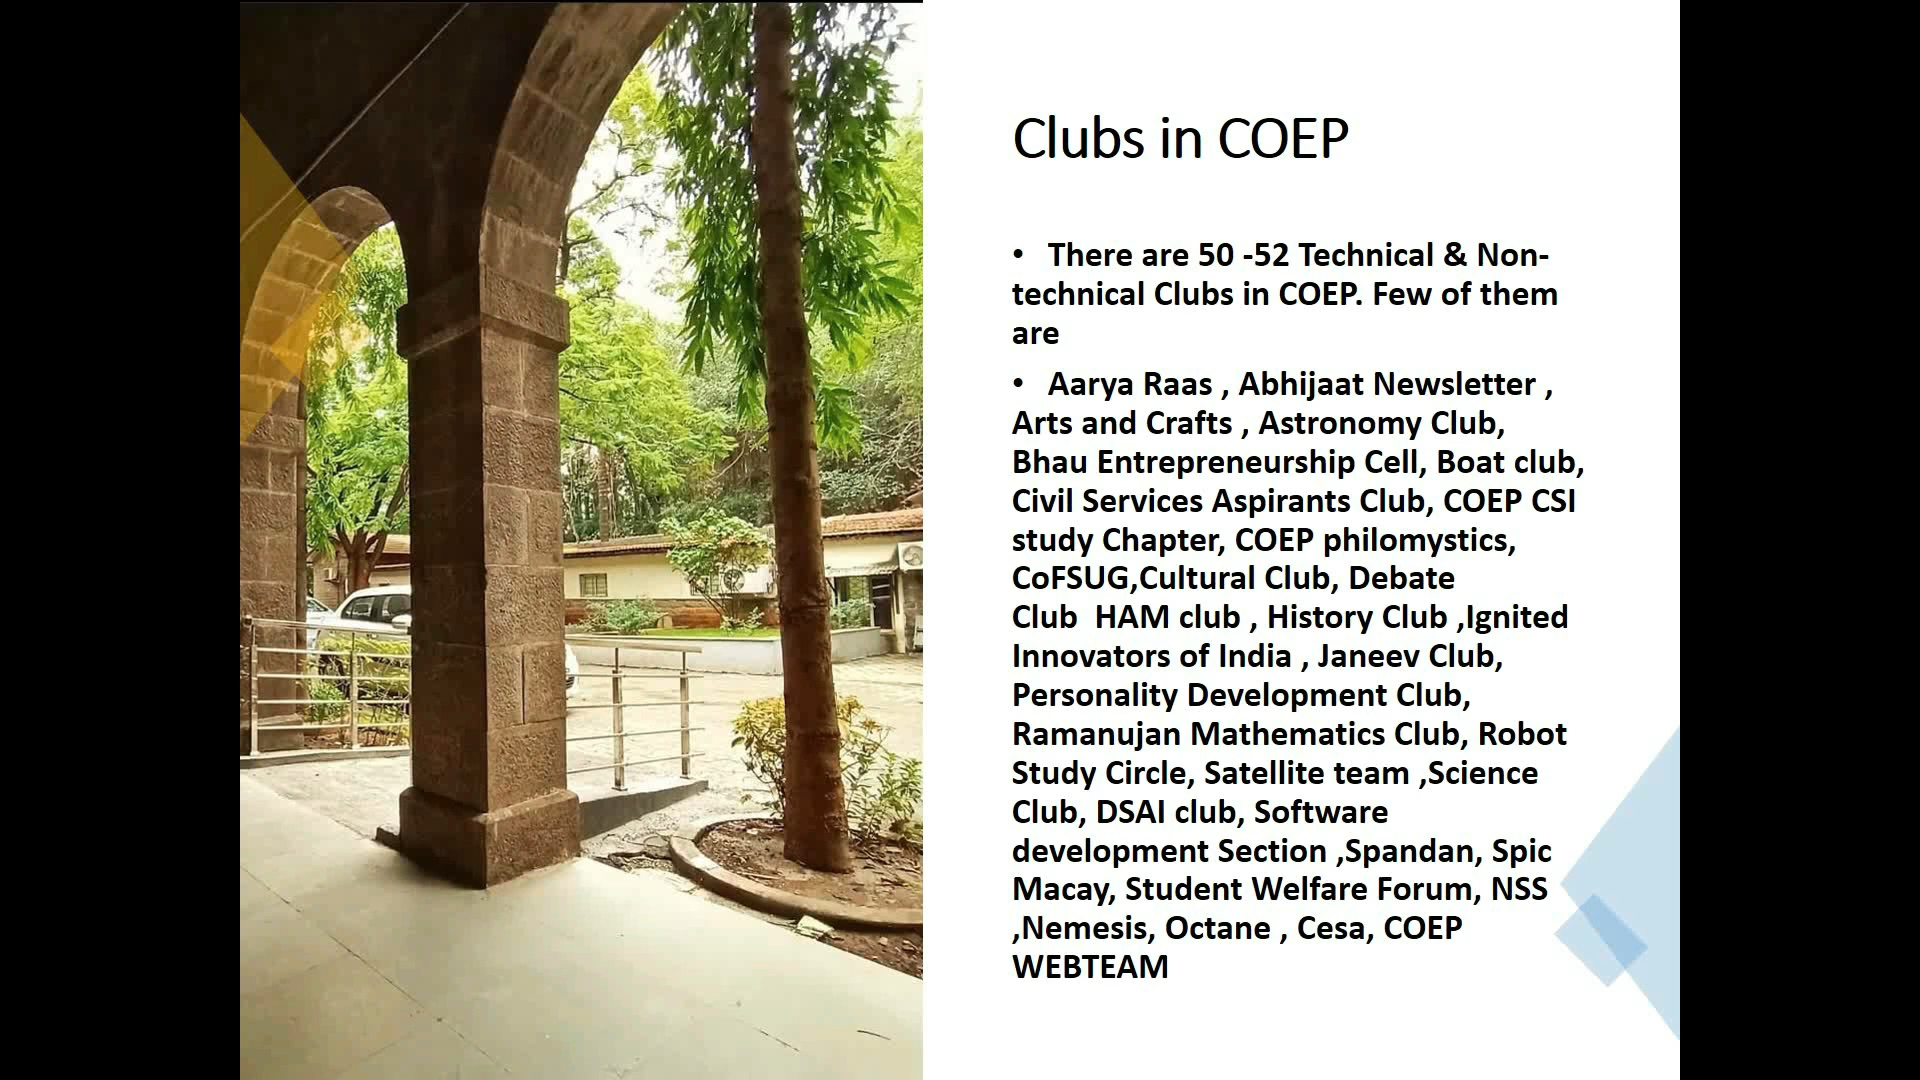 Clubs in COEP
• There are 50 -52 Technical & Non-
technical Clubs in COEP. Few of them
are
• Aarya Raas , Abhijaat Newsletter ,
Arts and Crafts , Astronomy Club,
Bhau Entrepreneurship Cell, Boat club,
Civil Services Aspirants Club, COEP CSI
study Chapter, COEP philomystics,
CoFSUG,Cultural Club, Debate
Club  HAM club , History Club ,Ignited
Innovators of India , Janeev Club,
Personality Development Club,
Ramanujan Mathematics Club, Robot
Study Circle, Satellite team ,Science
Club, DSAI club, Software
development Section ,Spandan, Spic
Macay, Student Welfare Forum, NSS
,Nemesis, Octane , Cesa, COEP
WEBTEAM